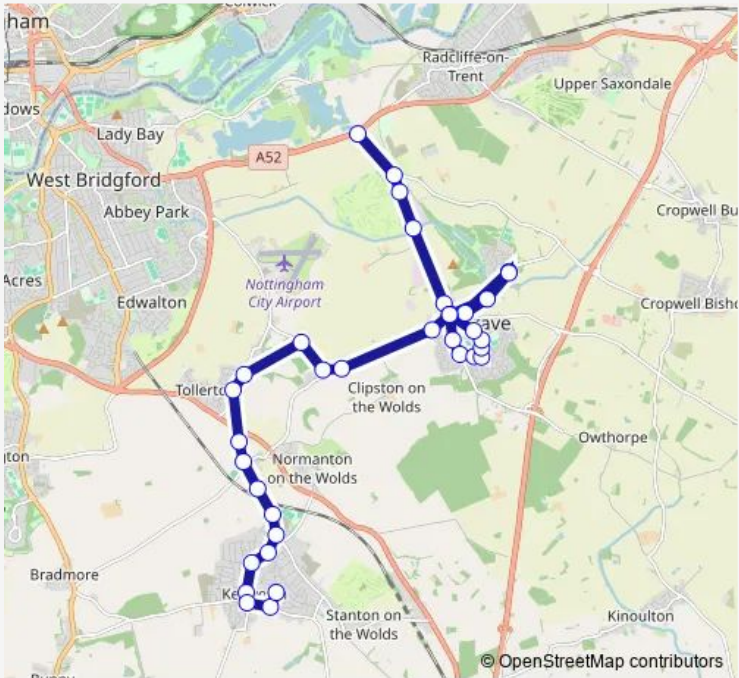 ham
Colwick
Radcliffe-on-
Trent
Upper Saxondale
dows
Lady Bay
A52
West Bridgford
Abbey Park
Cropwell Bu
Acres
Nottingham
City Airport
Cropwell Bisho
Edwalton
ave
Tollerto
Clipston on
the Wolds
Owthorpe
gton
Normanton
on the Wolds
Bradmore
Ke
Kinoulton
Stanton on
the Wolds
© OpenStreetMap contributors